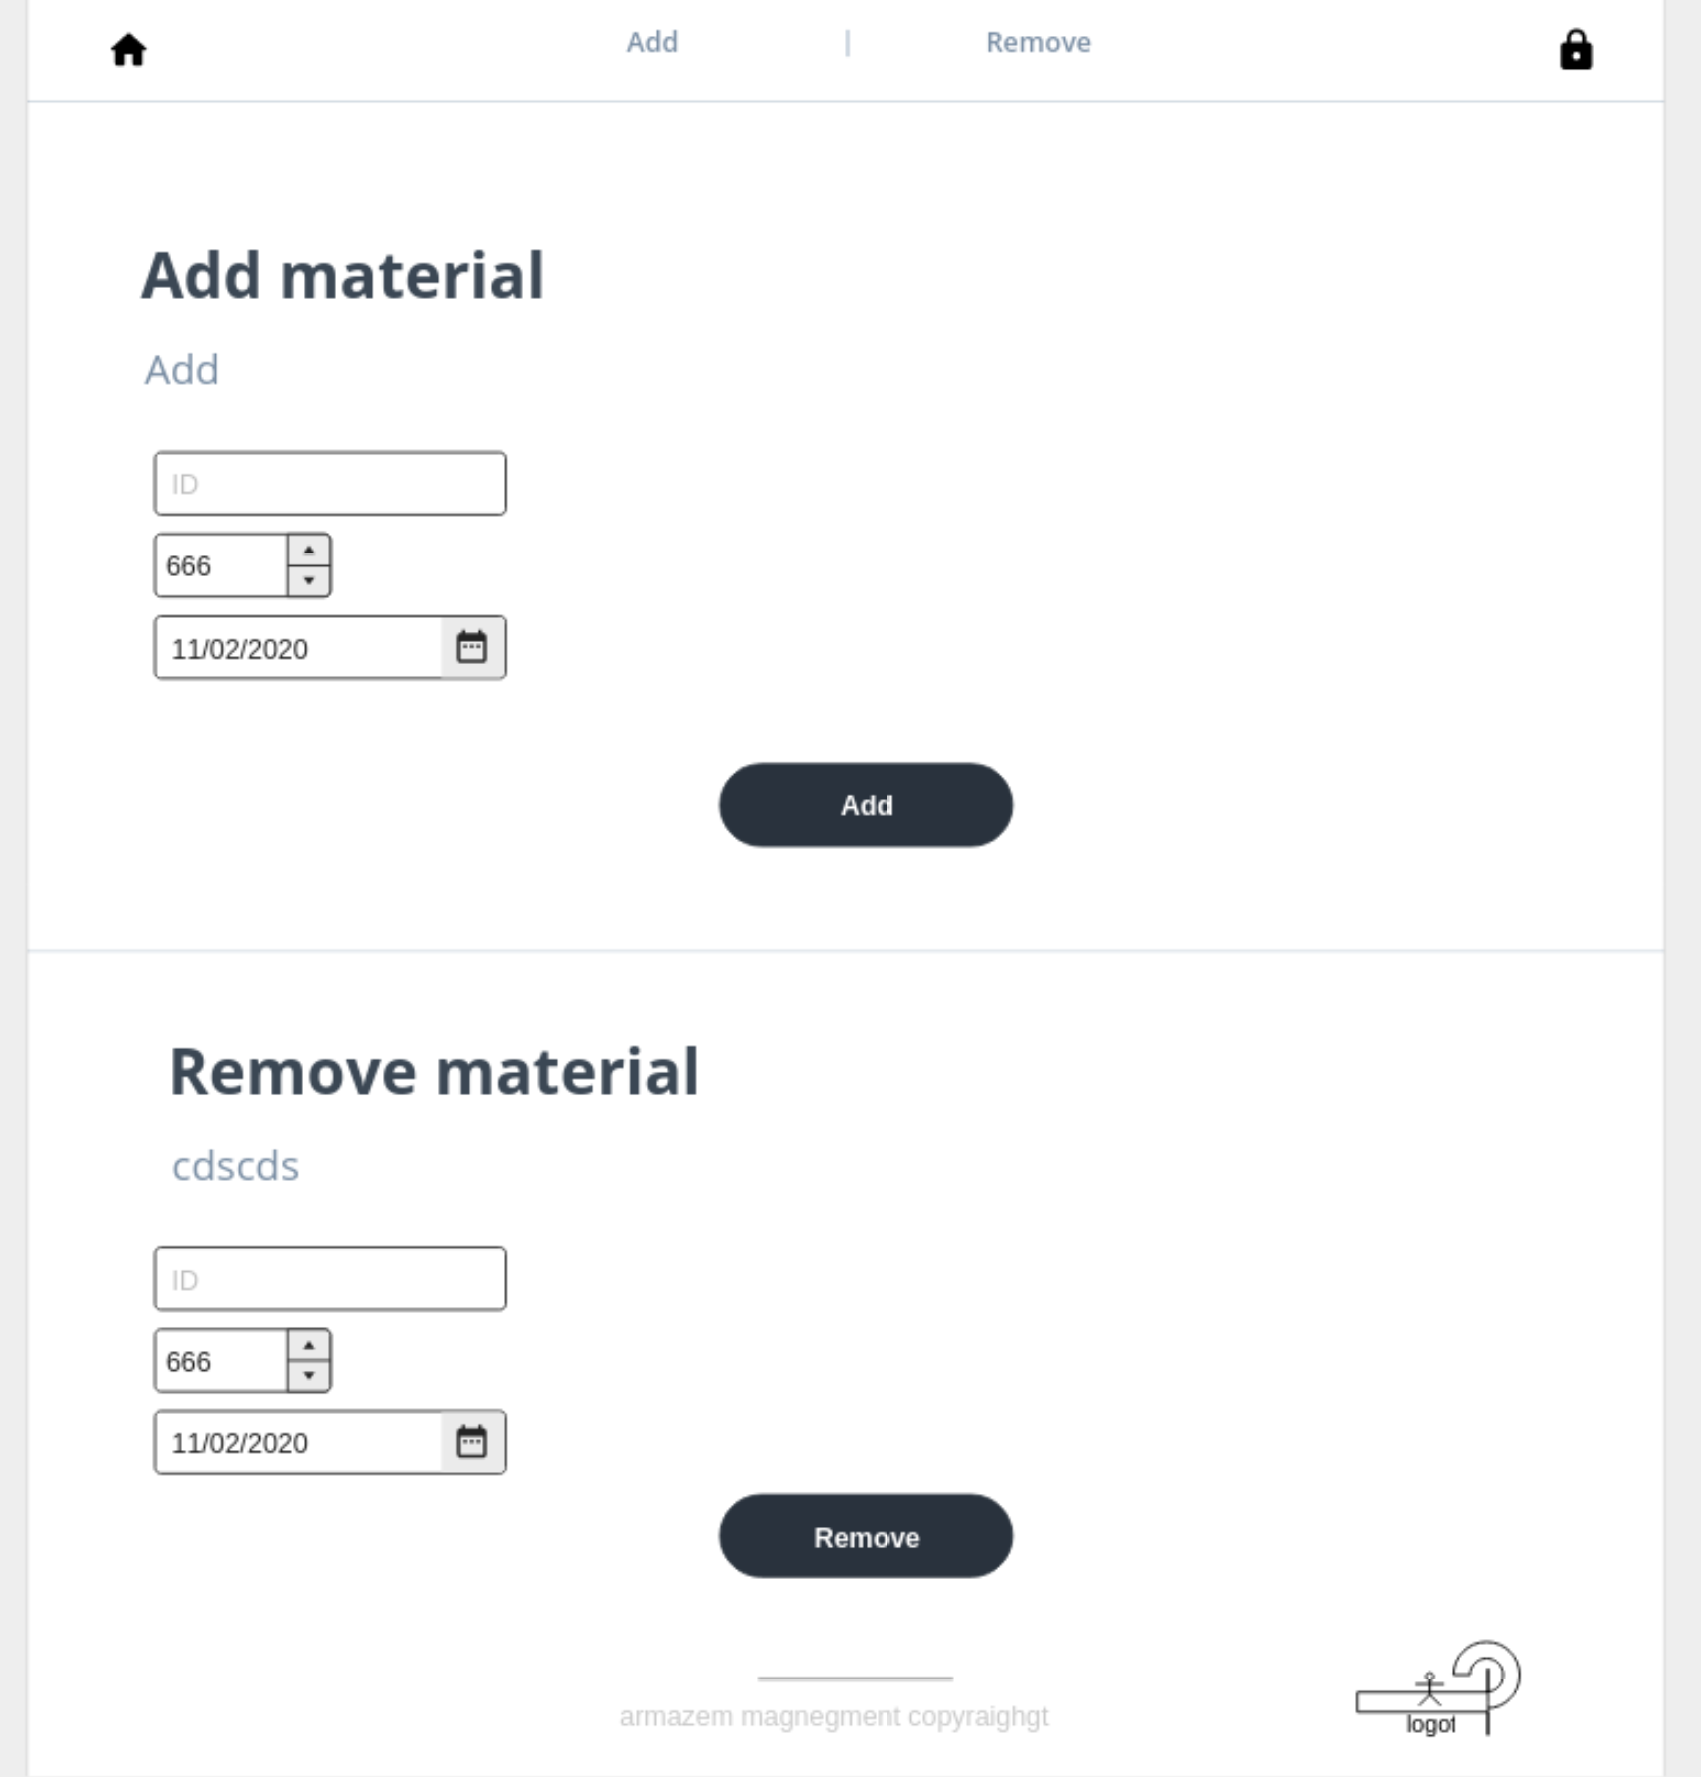 Add | Remove
Add material
Add
ID
666
11/02/2020
Add
Remove material
cdscds
ID
666
11/02/2020
Remove
armazem magnegment copyraighgt
logot